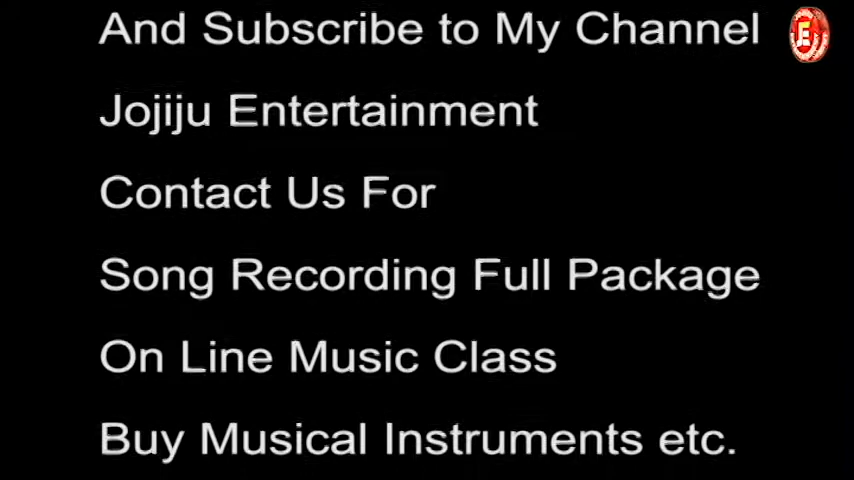 And Subscribe to My Channel
Jojiju Entertainment
Contact Us For
Song Recording Full Package
On Line Music Class
Buy Musical Instruments etc.